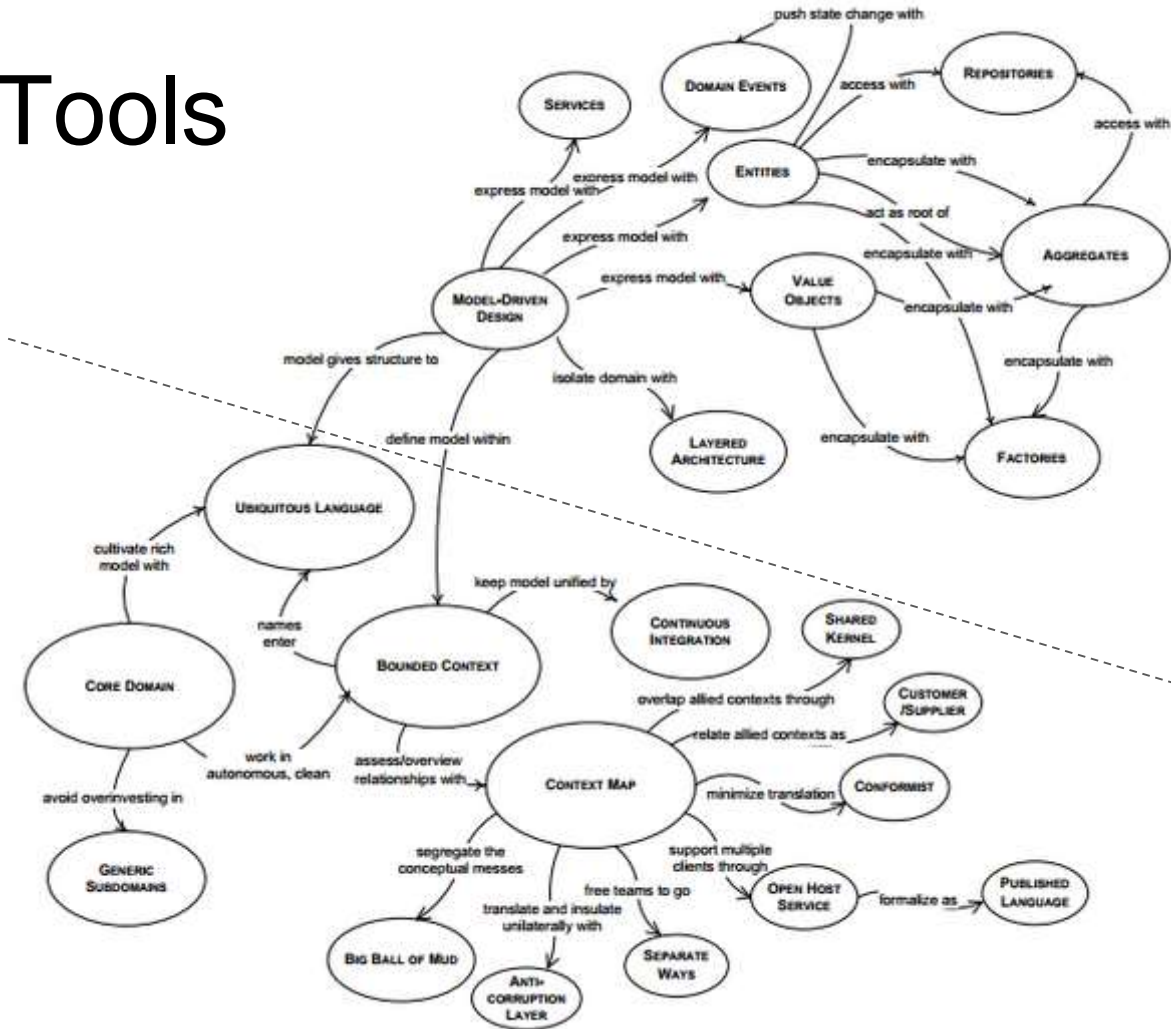 Tools
push state change with
SERVICES
DOMAIN EVENTS
access with
REPOSITORIES
access with
express model with
express model with
ENTITIES
encapsulate with
act as root of
express model with
encapsulate with
AGGREGATES
MODEL-DRIVEN
DESIGN
express model with
VALUE
OBJECTS
encapsulate with
model gives structure to
isolate domain with
encapsulate with
define model within
LAYERED
ARCHITECTURE
encapsulate with
FACTORIES
UBIQUITOUS LANGUAGE
cultivate rich
model with
keep model unified by
names
enter
CONTINUOUS
INTEGRATION
SHARED
KERNEL
CORE DOMAIN
BOUNDED CONTEXT
overlap allied contexts through
CUSTOMER
/SUPPLIER
relate allied contexts as
work in
autonomous, clean
assess/overview
relationships with
CONTEXT MAP
minimize translation
CONFORMIST
avoid overinvesting in
GENERIC
SUBDOMAINS
segregate the
conceptual messes
support multiple
clients through
free teams to go
OPEN HOST
SERVICE
formalize as
PUBLISHED
LANGUAGE
translate and insulate
unilaterally with
BIG BALL OF MUD
SEPARATE
WAYS
ANTI-
CORRUPTION
LAYER